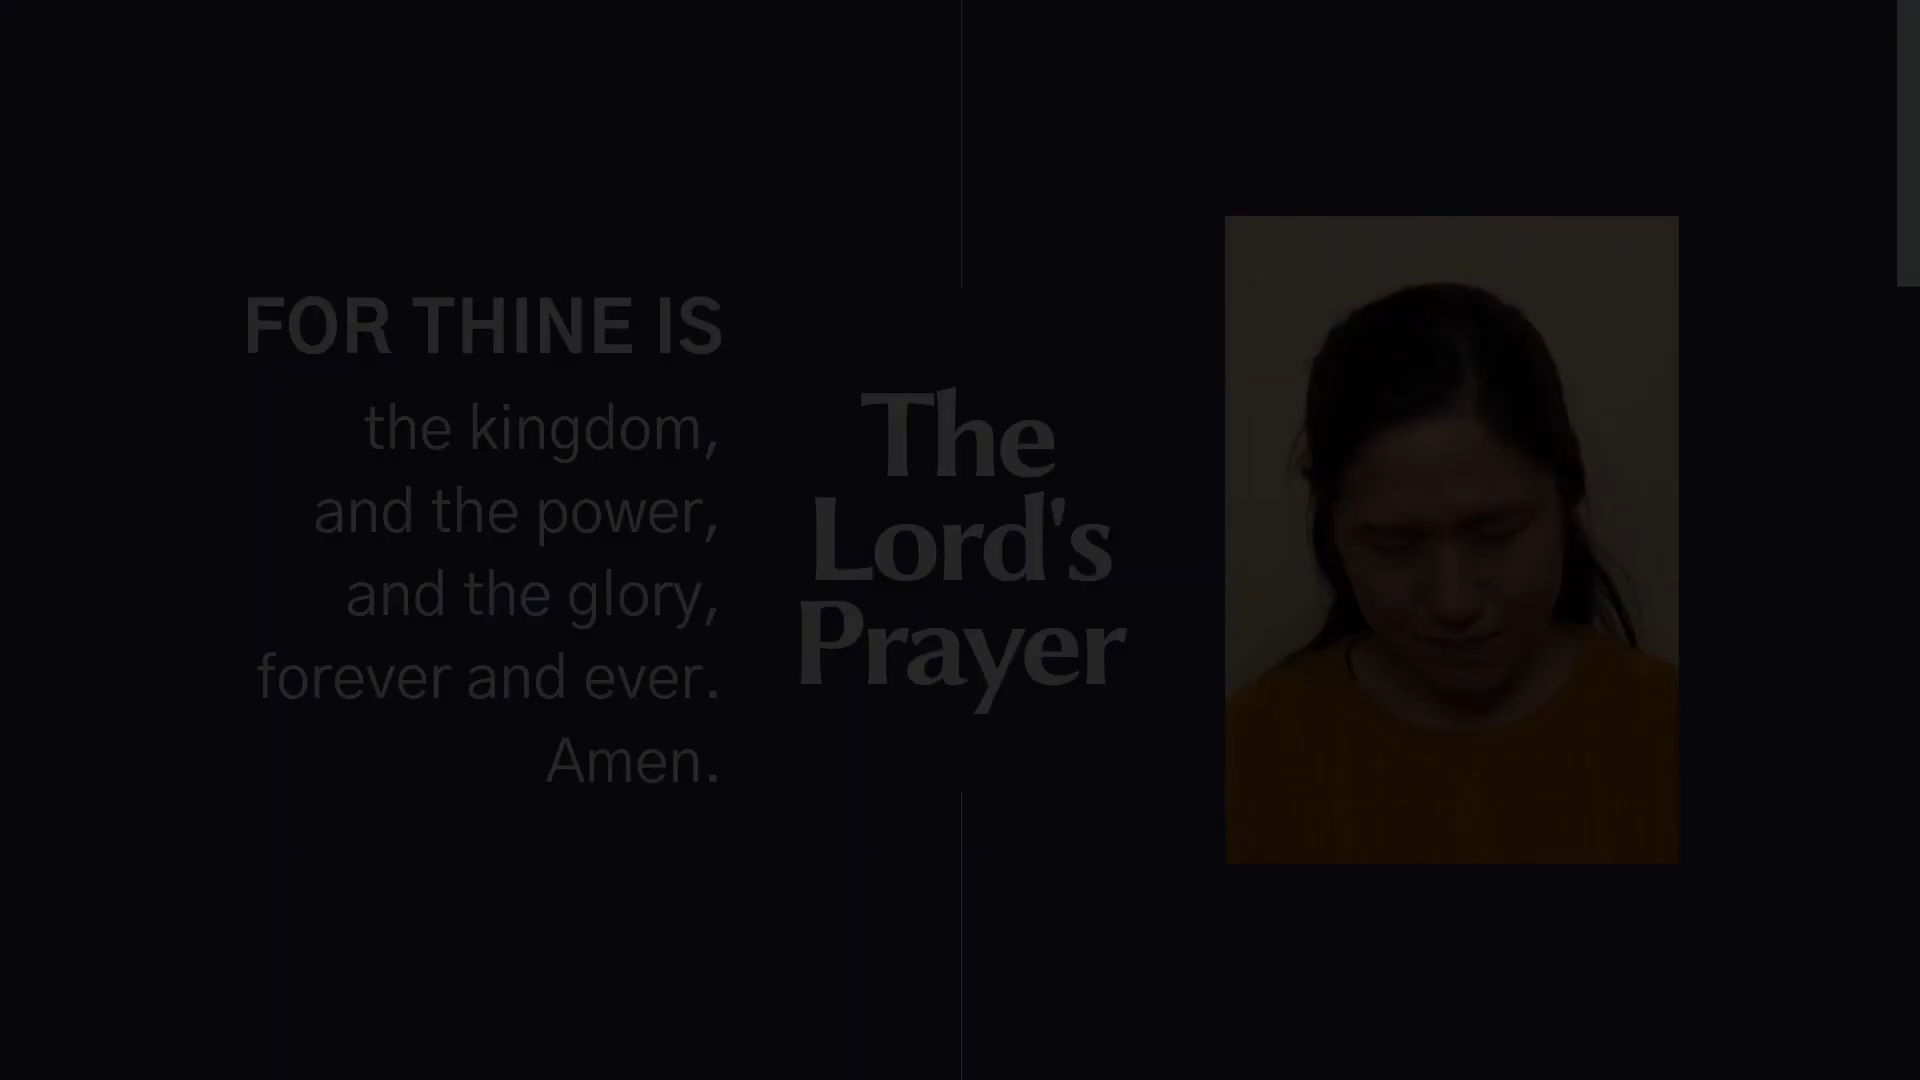 FOR THINE IS
the kingdom,
and the power,
and the glory,
forever and ever.
Amen.
The
Lord's
Prayer